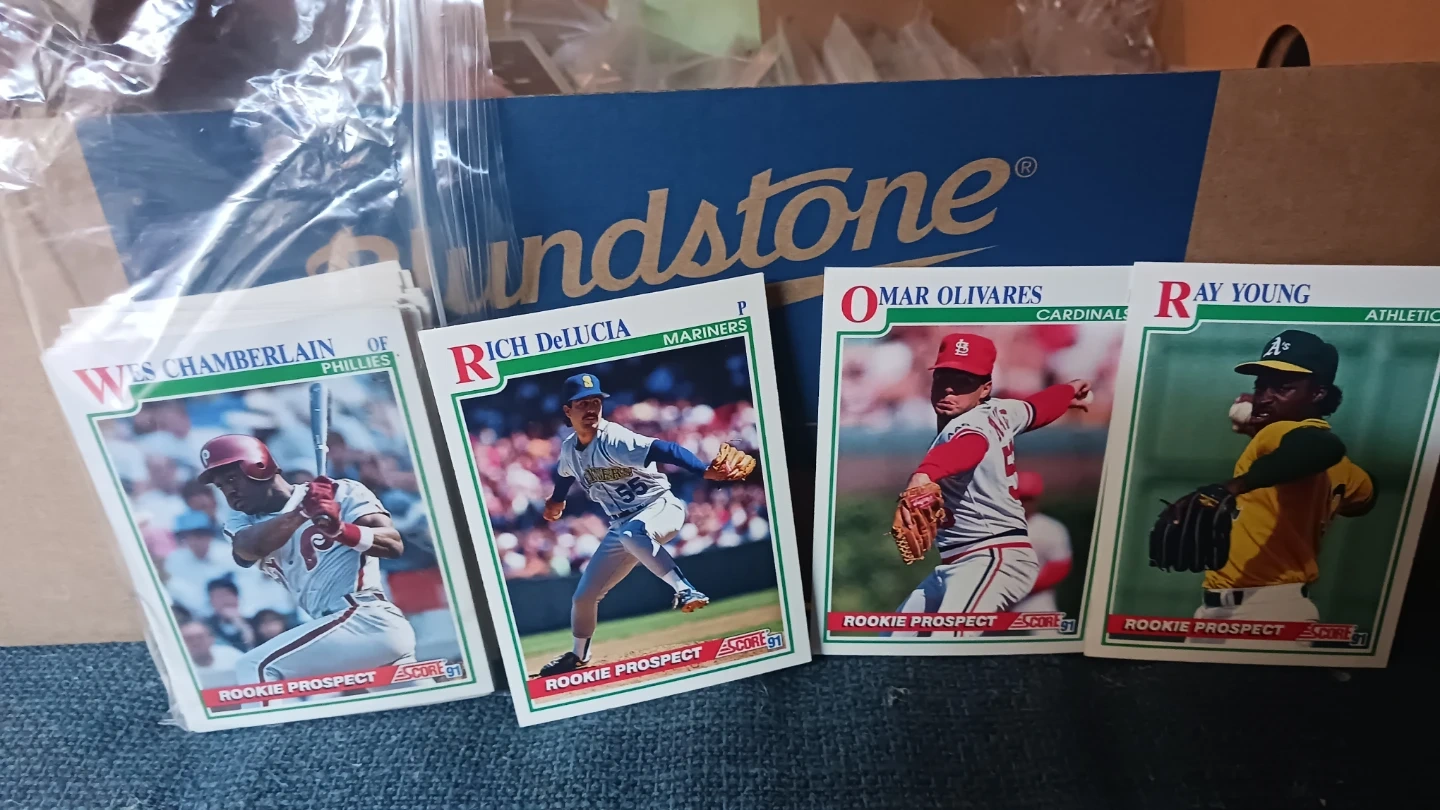 Blundstone®
WES CHAMBERLAIN OF
PHILLIES
P
ROOKIE PROSPECT SCORE 91
RICH DeLUCIA P
MARINERS
55
ROOKIE PROSPECT SCORE '91
OMAR OLIVARES
CARDINALS
ROOKIE PROSPECT SCORE 91
RAY YOUNG
ATHLETIC
A's
ROOKIE PROSPECT SCORE 91